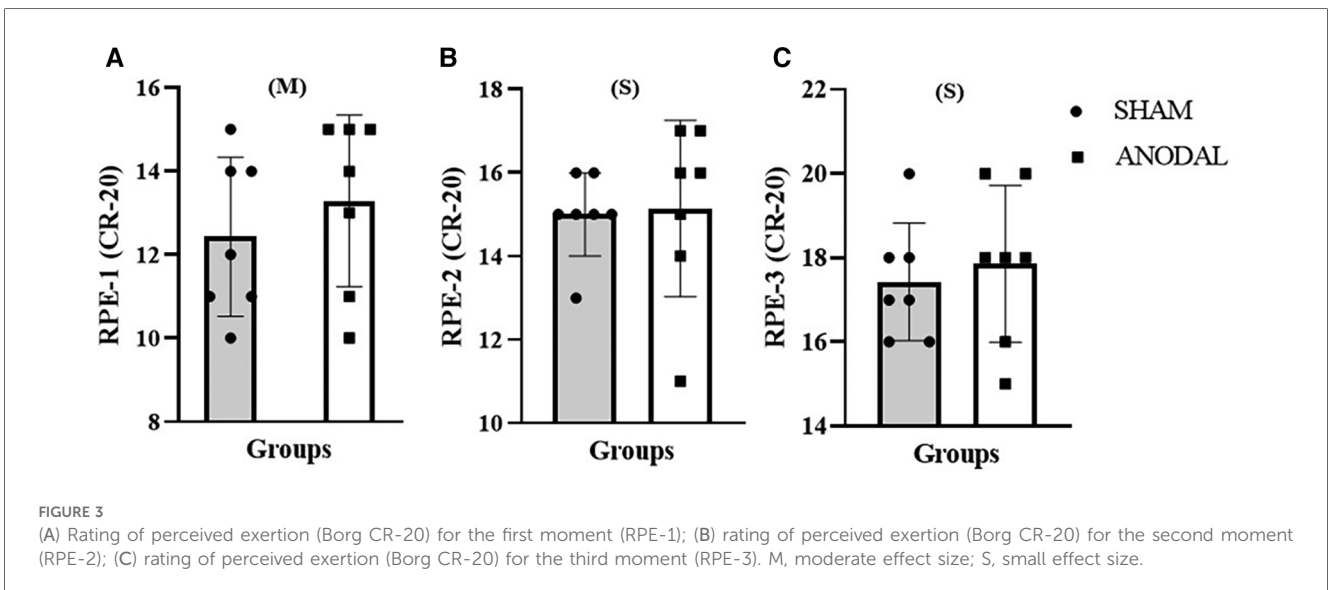 A
B
C
(M)
(S)
(S)
16
14
12
10
8
RPE-1 (CR-20)
Groups
18
16
14
12
10
RPE-2 (CR-20)
Groups
22
20
18
16
14
RPE-3 (CR-20)
Groups
SHAM
ANODAL
FIGURE 3
(A) Rating of perceived exertion (Borg CR-20) for the first moment (RPE-1); (B) rating of perceived exertion (Borg CR-20) for the second moment
(RPE-2); (C) rating of perceived exertion (Borg CR-20) for the third moment (RPE-3). M, moderate effect size; S, small effect size.